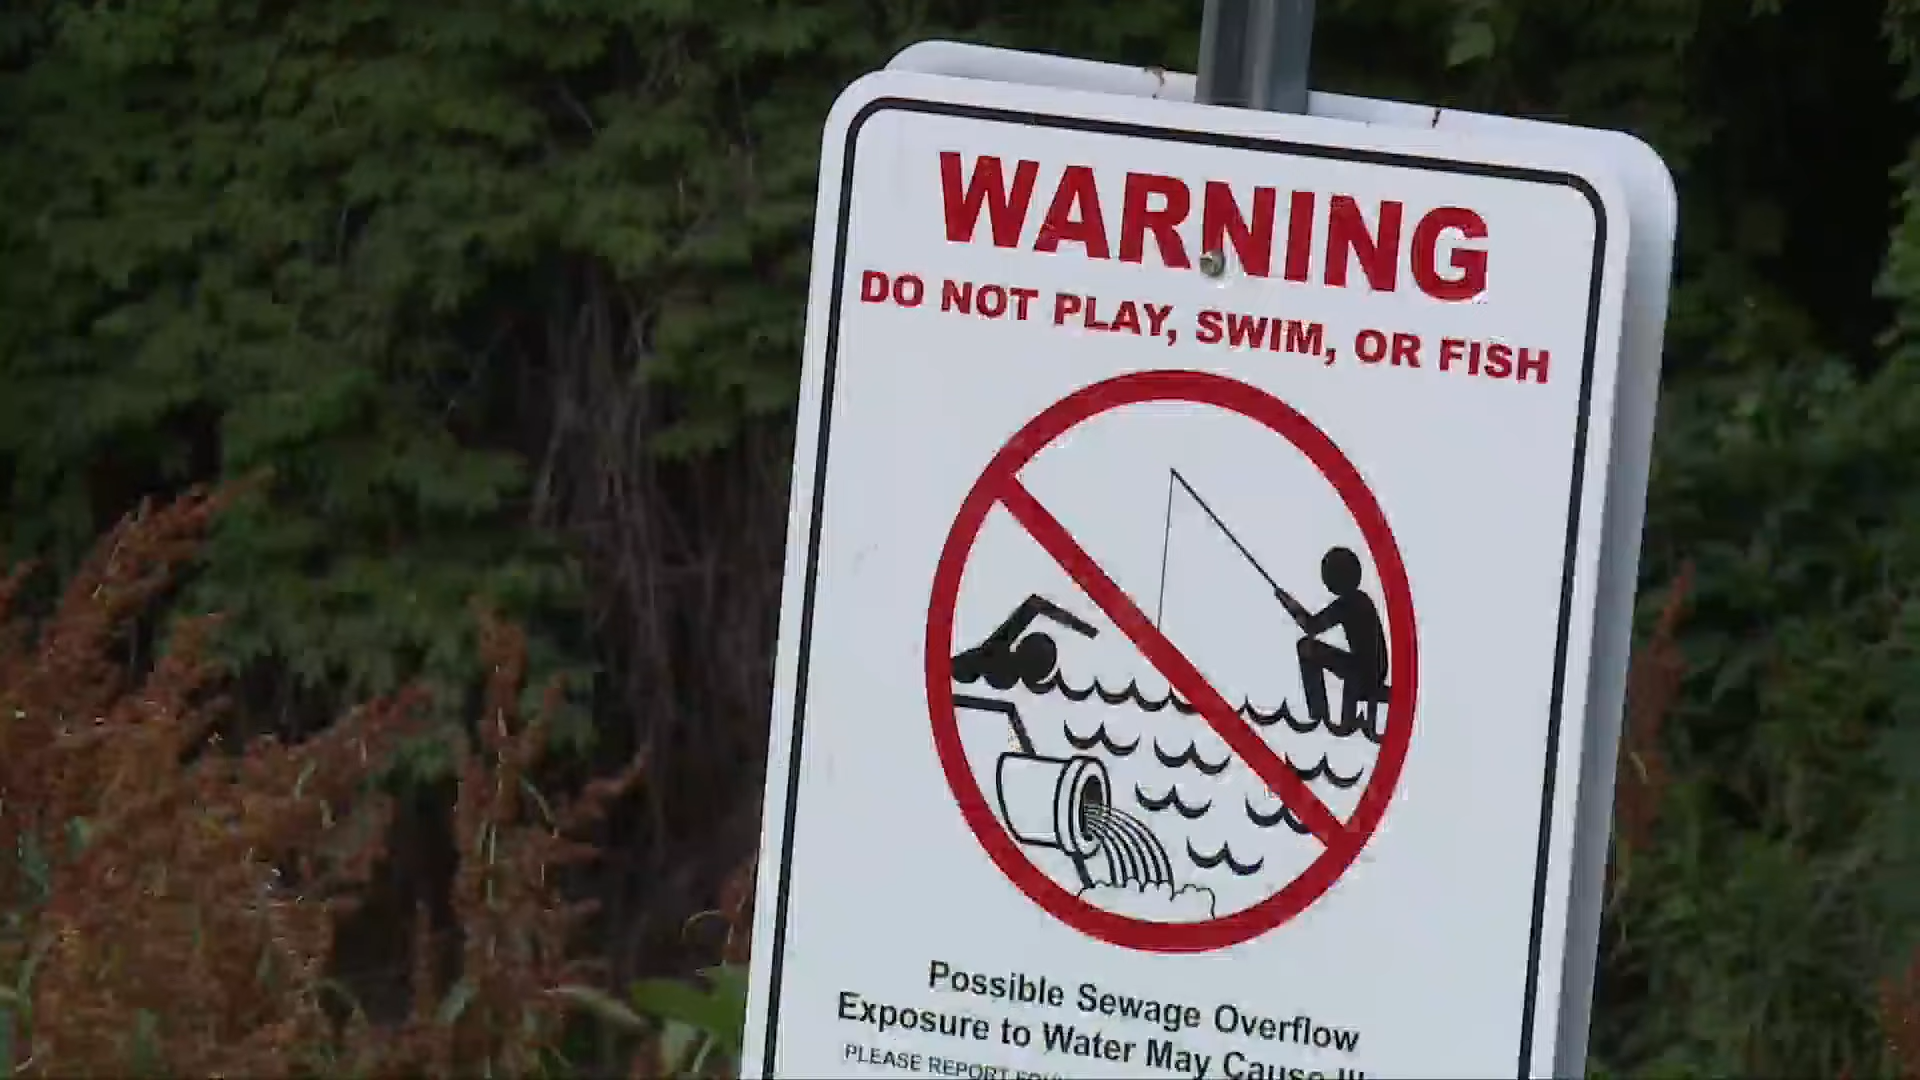 WARNING
DO NOT PLAY, SWIM, OR FISH
Possible Sewage Overflow
Exposure to Water May Cause
PLEASE REPORT